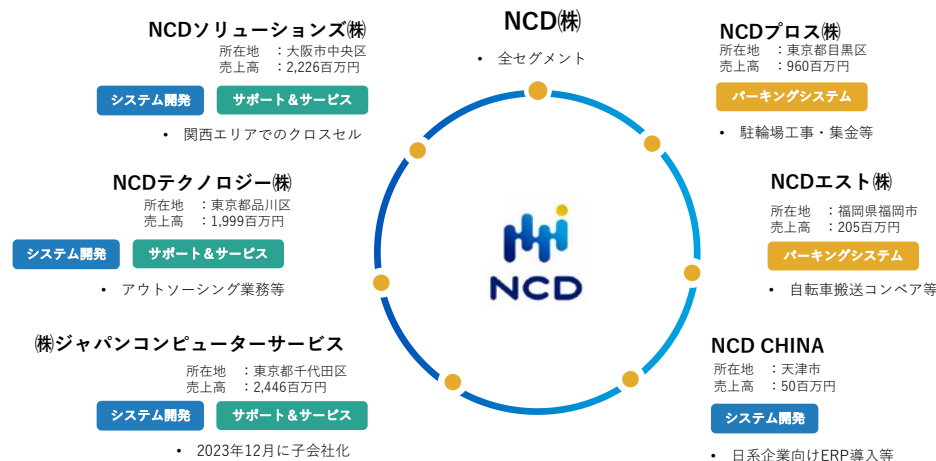 NCD㈱
• 全セグメント
NCDソリューションズ㈱
所在地 ：大阪市中央区
売上高 ：2,226百万円
システム開発 サポート＆サービス
• 関西エリアでのクロスセル
NCDテクノロジー㈱
所在地 ：東京都品川区
売上高 ：1,999百万円
システム開発 サポート＆サービス
• アウトソーシング業務等
㈱ジャパンコンピューターサービス
所在地 ：東京都千代田区
売上高 ：2,446百万円
システム開発 サポート＆サービス
• 2023年12月に子会社化
NCD
NCDプロス㈱
所在地 ：東京都目黒区
売上高 ：960百万円
パーキングシステム
• 駐輪場工事・集金等
NCDエスト㈱
所在地 ：福岡県福岡市
売上高 ：205百万円
パーキングシステム
• 自転車搬送コンベア等
NCD CHINA
所在地 ：天津市
売上高 ：50百万円
システム開発
• 日系企業向けERP導入等